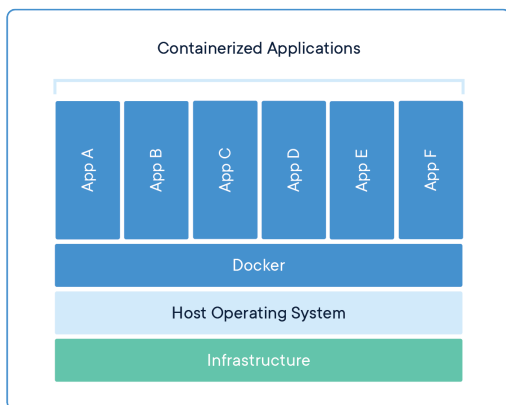 Containerized Applications
App A
App B
App C
App D
App E
App F
Docker
Host Operating System
Infrastructure